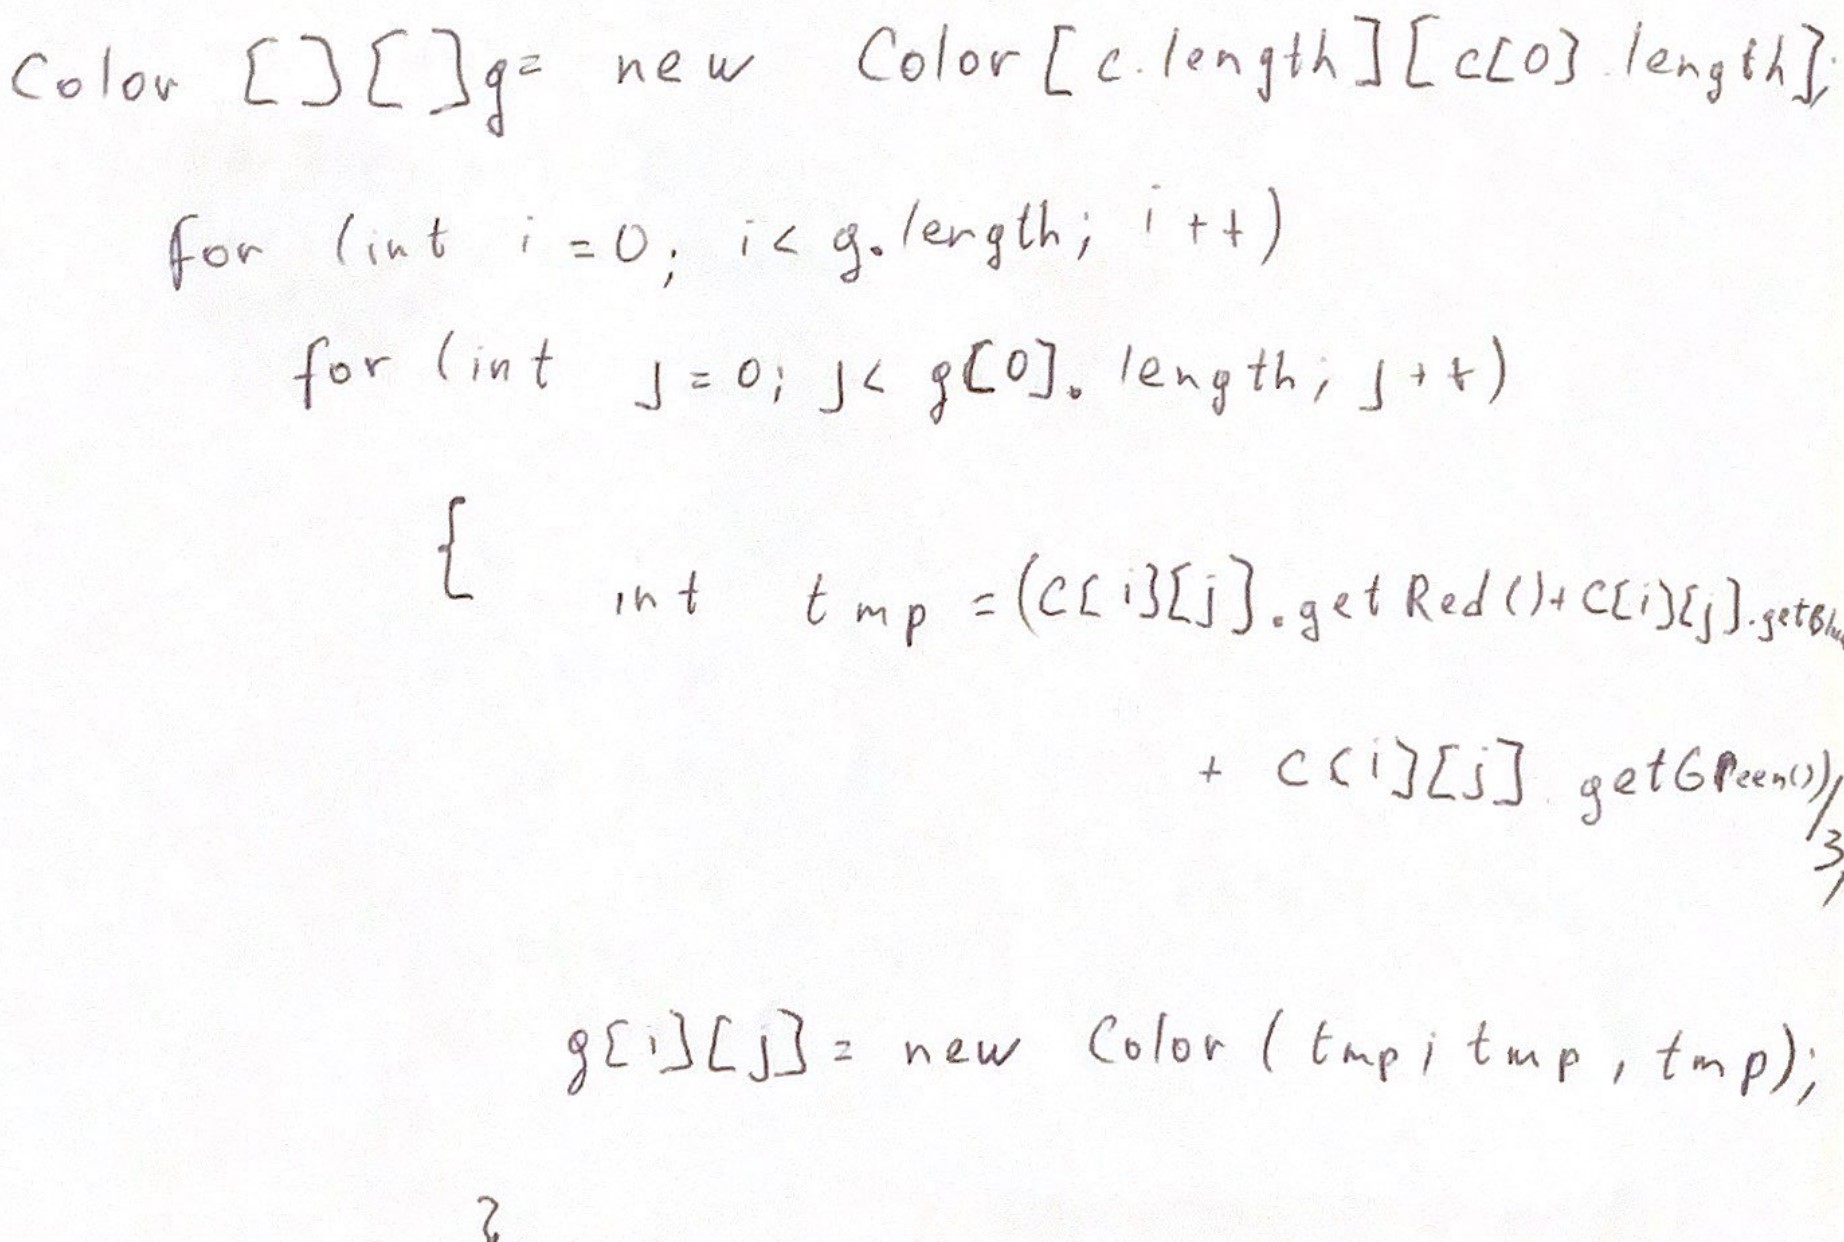 Color [][]g= new Color[c.length][c[0].length];
for (int i=0; i< g.length; i++)
for (int j=0; j< g[0].length; j++)
{
int tmp =(C[i][j].getRed()+C[i][j].getBlu
+ C[i][j].getGReen())/
3;
g[i][j]= new Color(tmp; tmp, tmp);
}